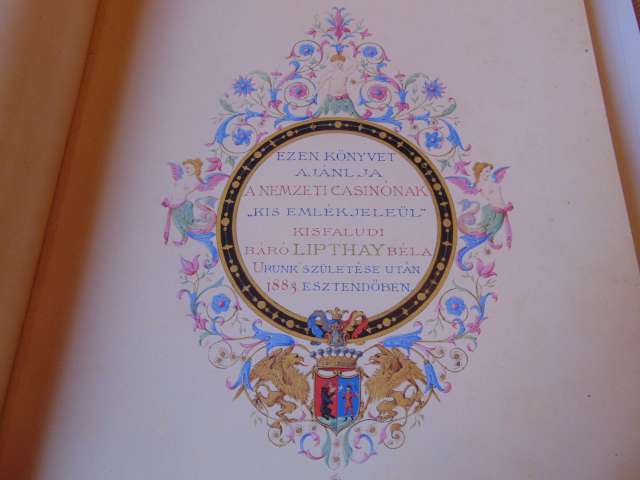 EZEN KÖNYVET
AJÁNLJA
A NEMZETI CASINÓNAK
„KIS EMLÉKJELEÜL”
KISFALUDI
BÁRÓ LIPTHAY BÉLA
URUNK SZÜLETÉSE UTÁN
1883. ESZTENDŐBEN.